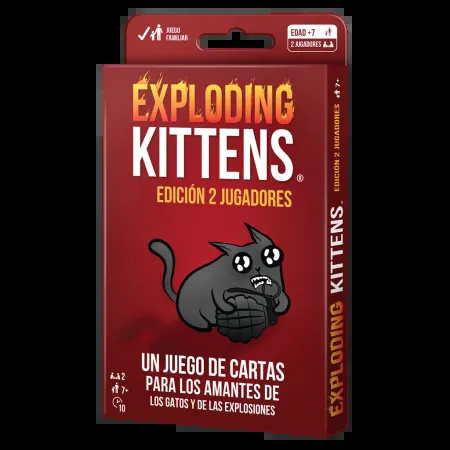 JUEGO
FAMILIAR
EDAD +7
2 JUGADORES
EXPLODING
KITTENS®
EDICIÓN 2 JUGADORES
UN JUEGO DE CARTAS
PARA LOS AMANTES DE
LOS GATOS Y DE LAS EXPLOSIONES
2
7+
10
7+
EXPLODING KITTENS
EDICIÓN 2 JUGADORES